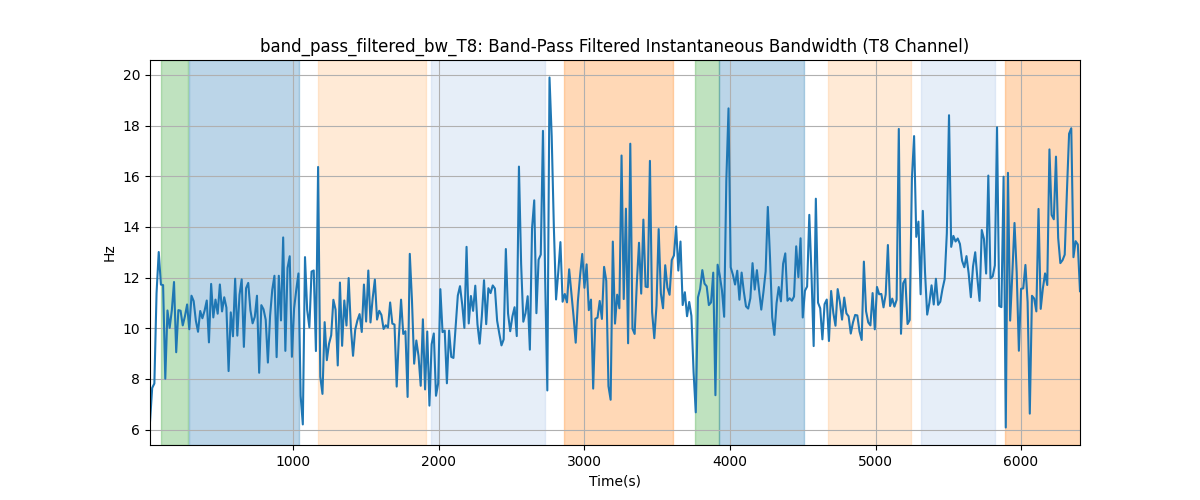 band_pass_filtered_bw_T8: Band-Pass Filtered Instantaneous Bandwidth (T8 Channel)
20
18
16
14
12
10
8
6
Hz
1000 2000 3000 4000 5000 6000
Time(s)